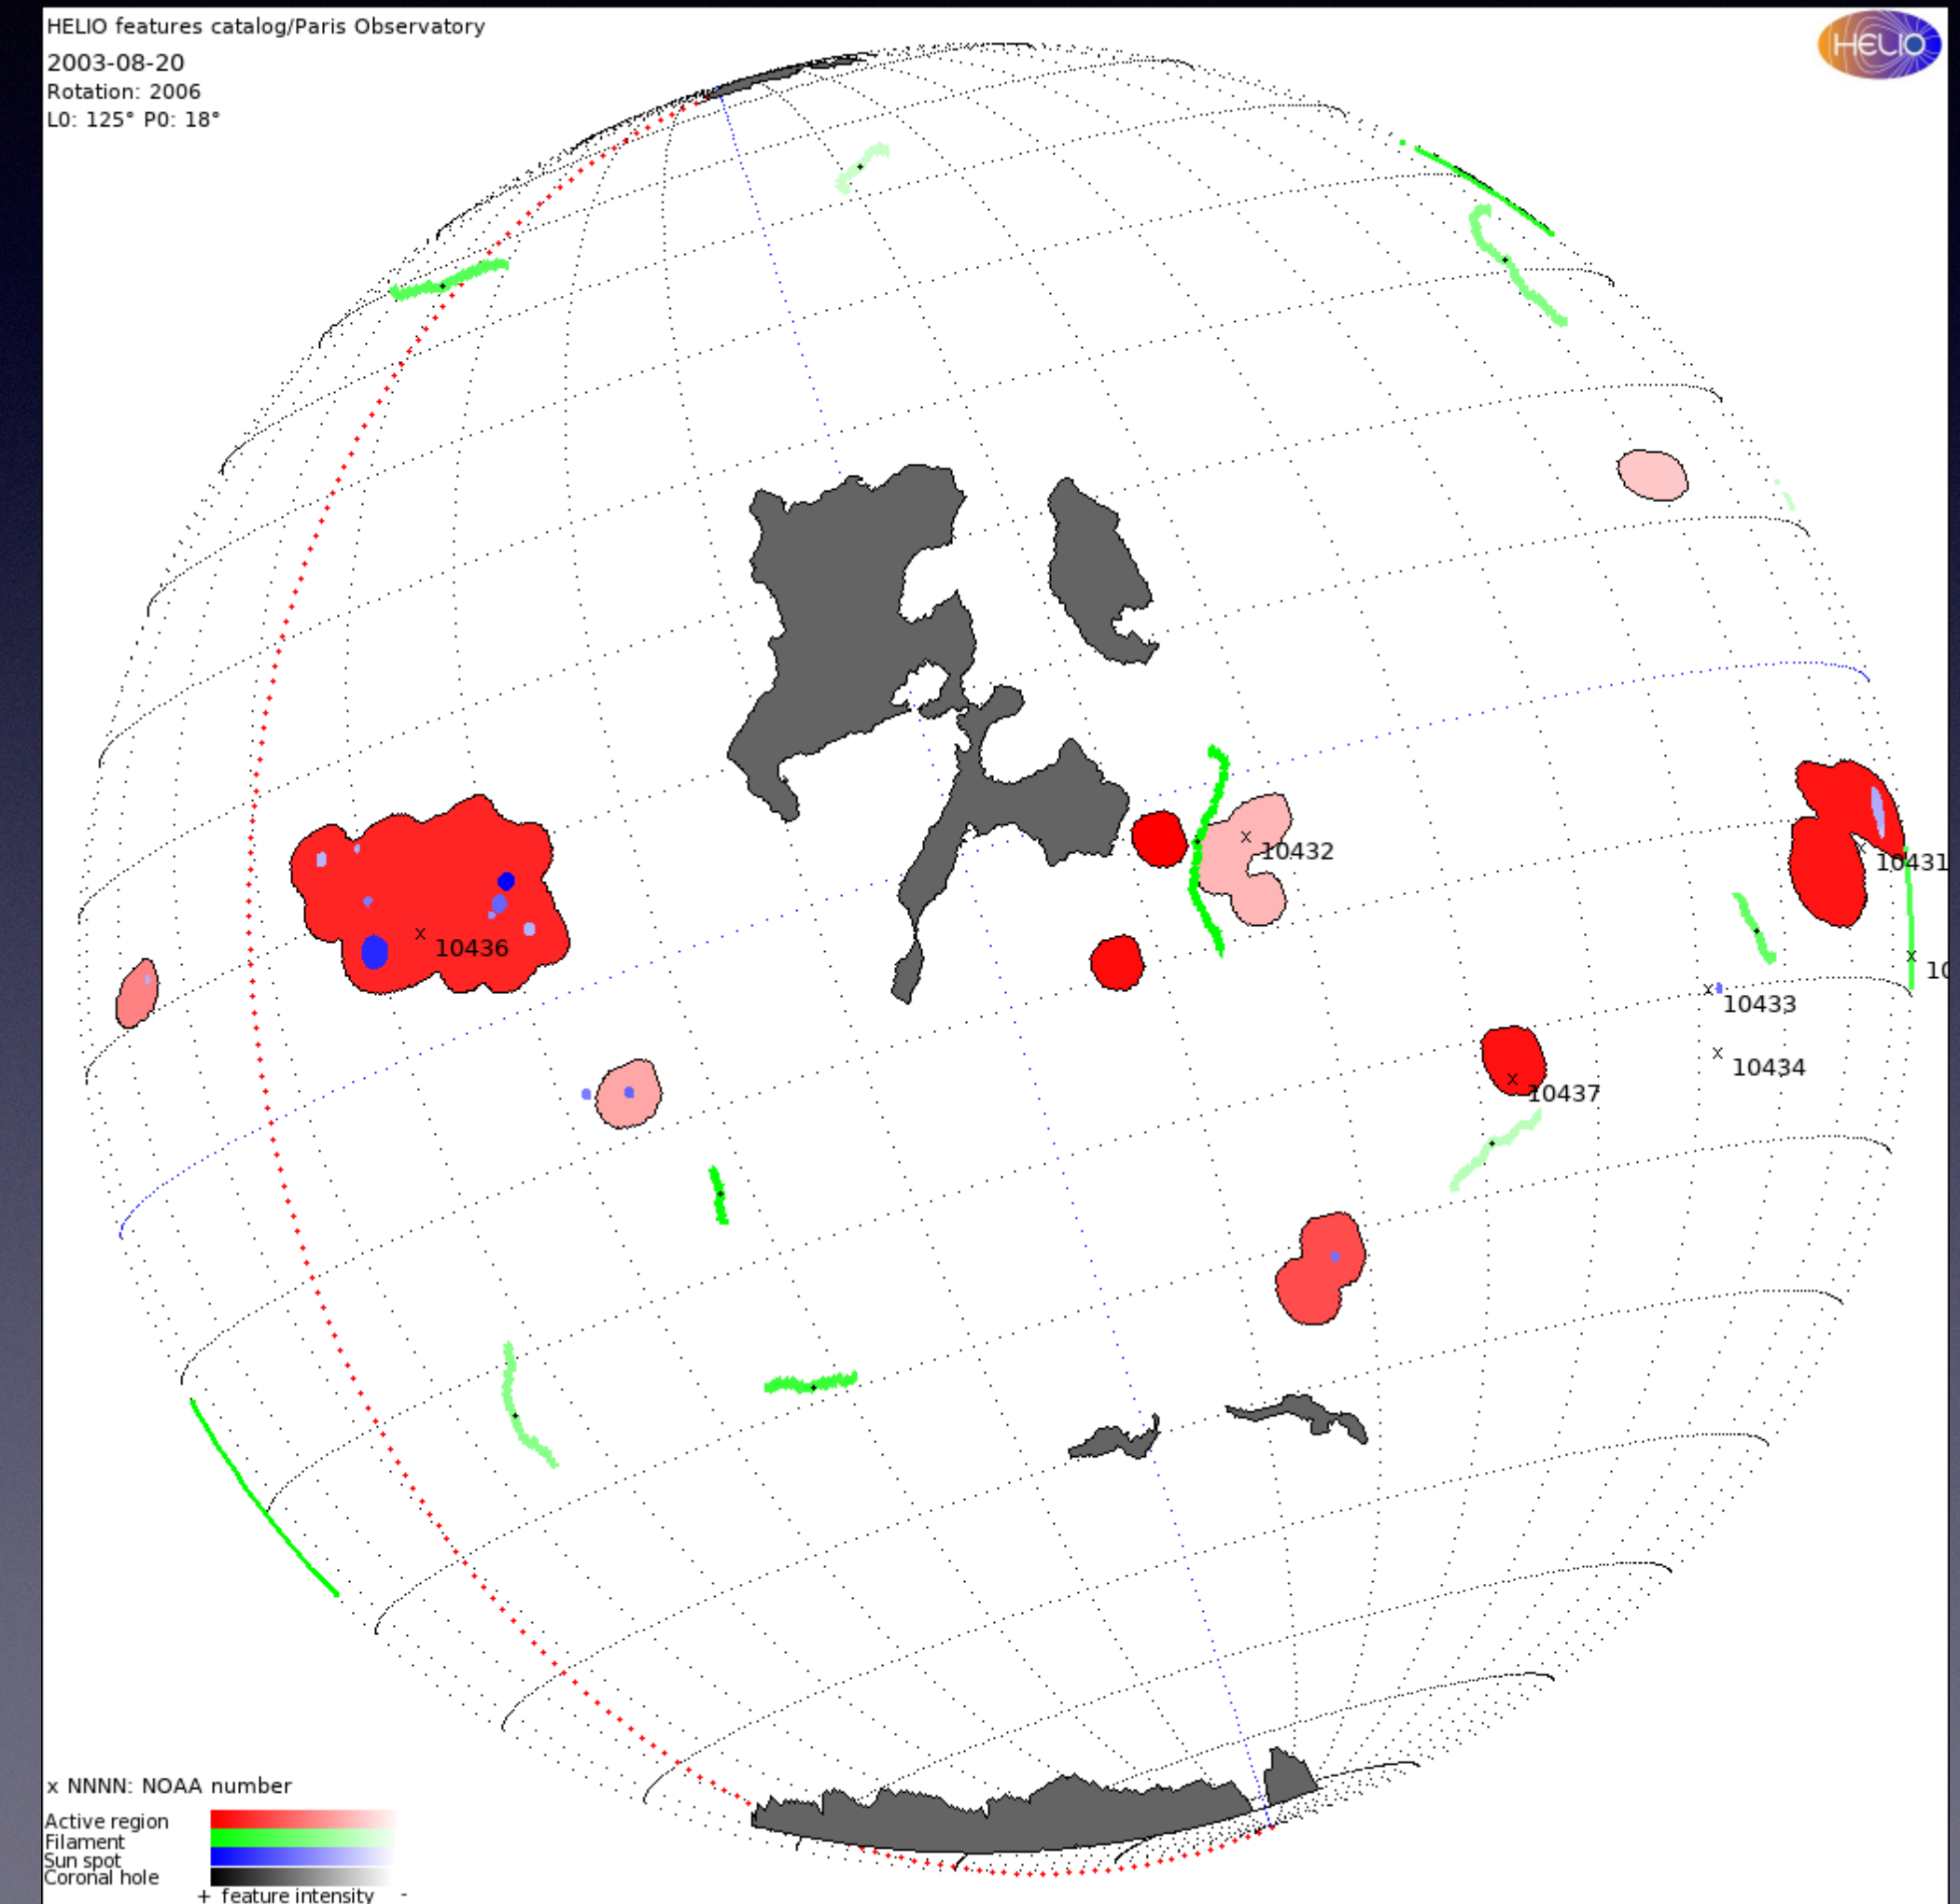 HELIO features catalog/Paris Observatory
HELIO
2003-08-20
Rotation: 2006
L0: 125° P0: 18°
10432
10431
10436
10
10433
10434
10437
x NNNN: NOAA number
Active region
Filament
Sun spot
Coronal hole
+ feature intensity -